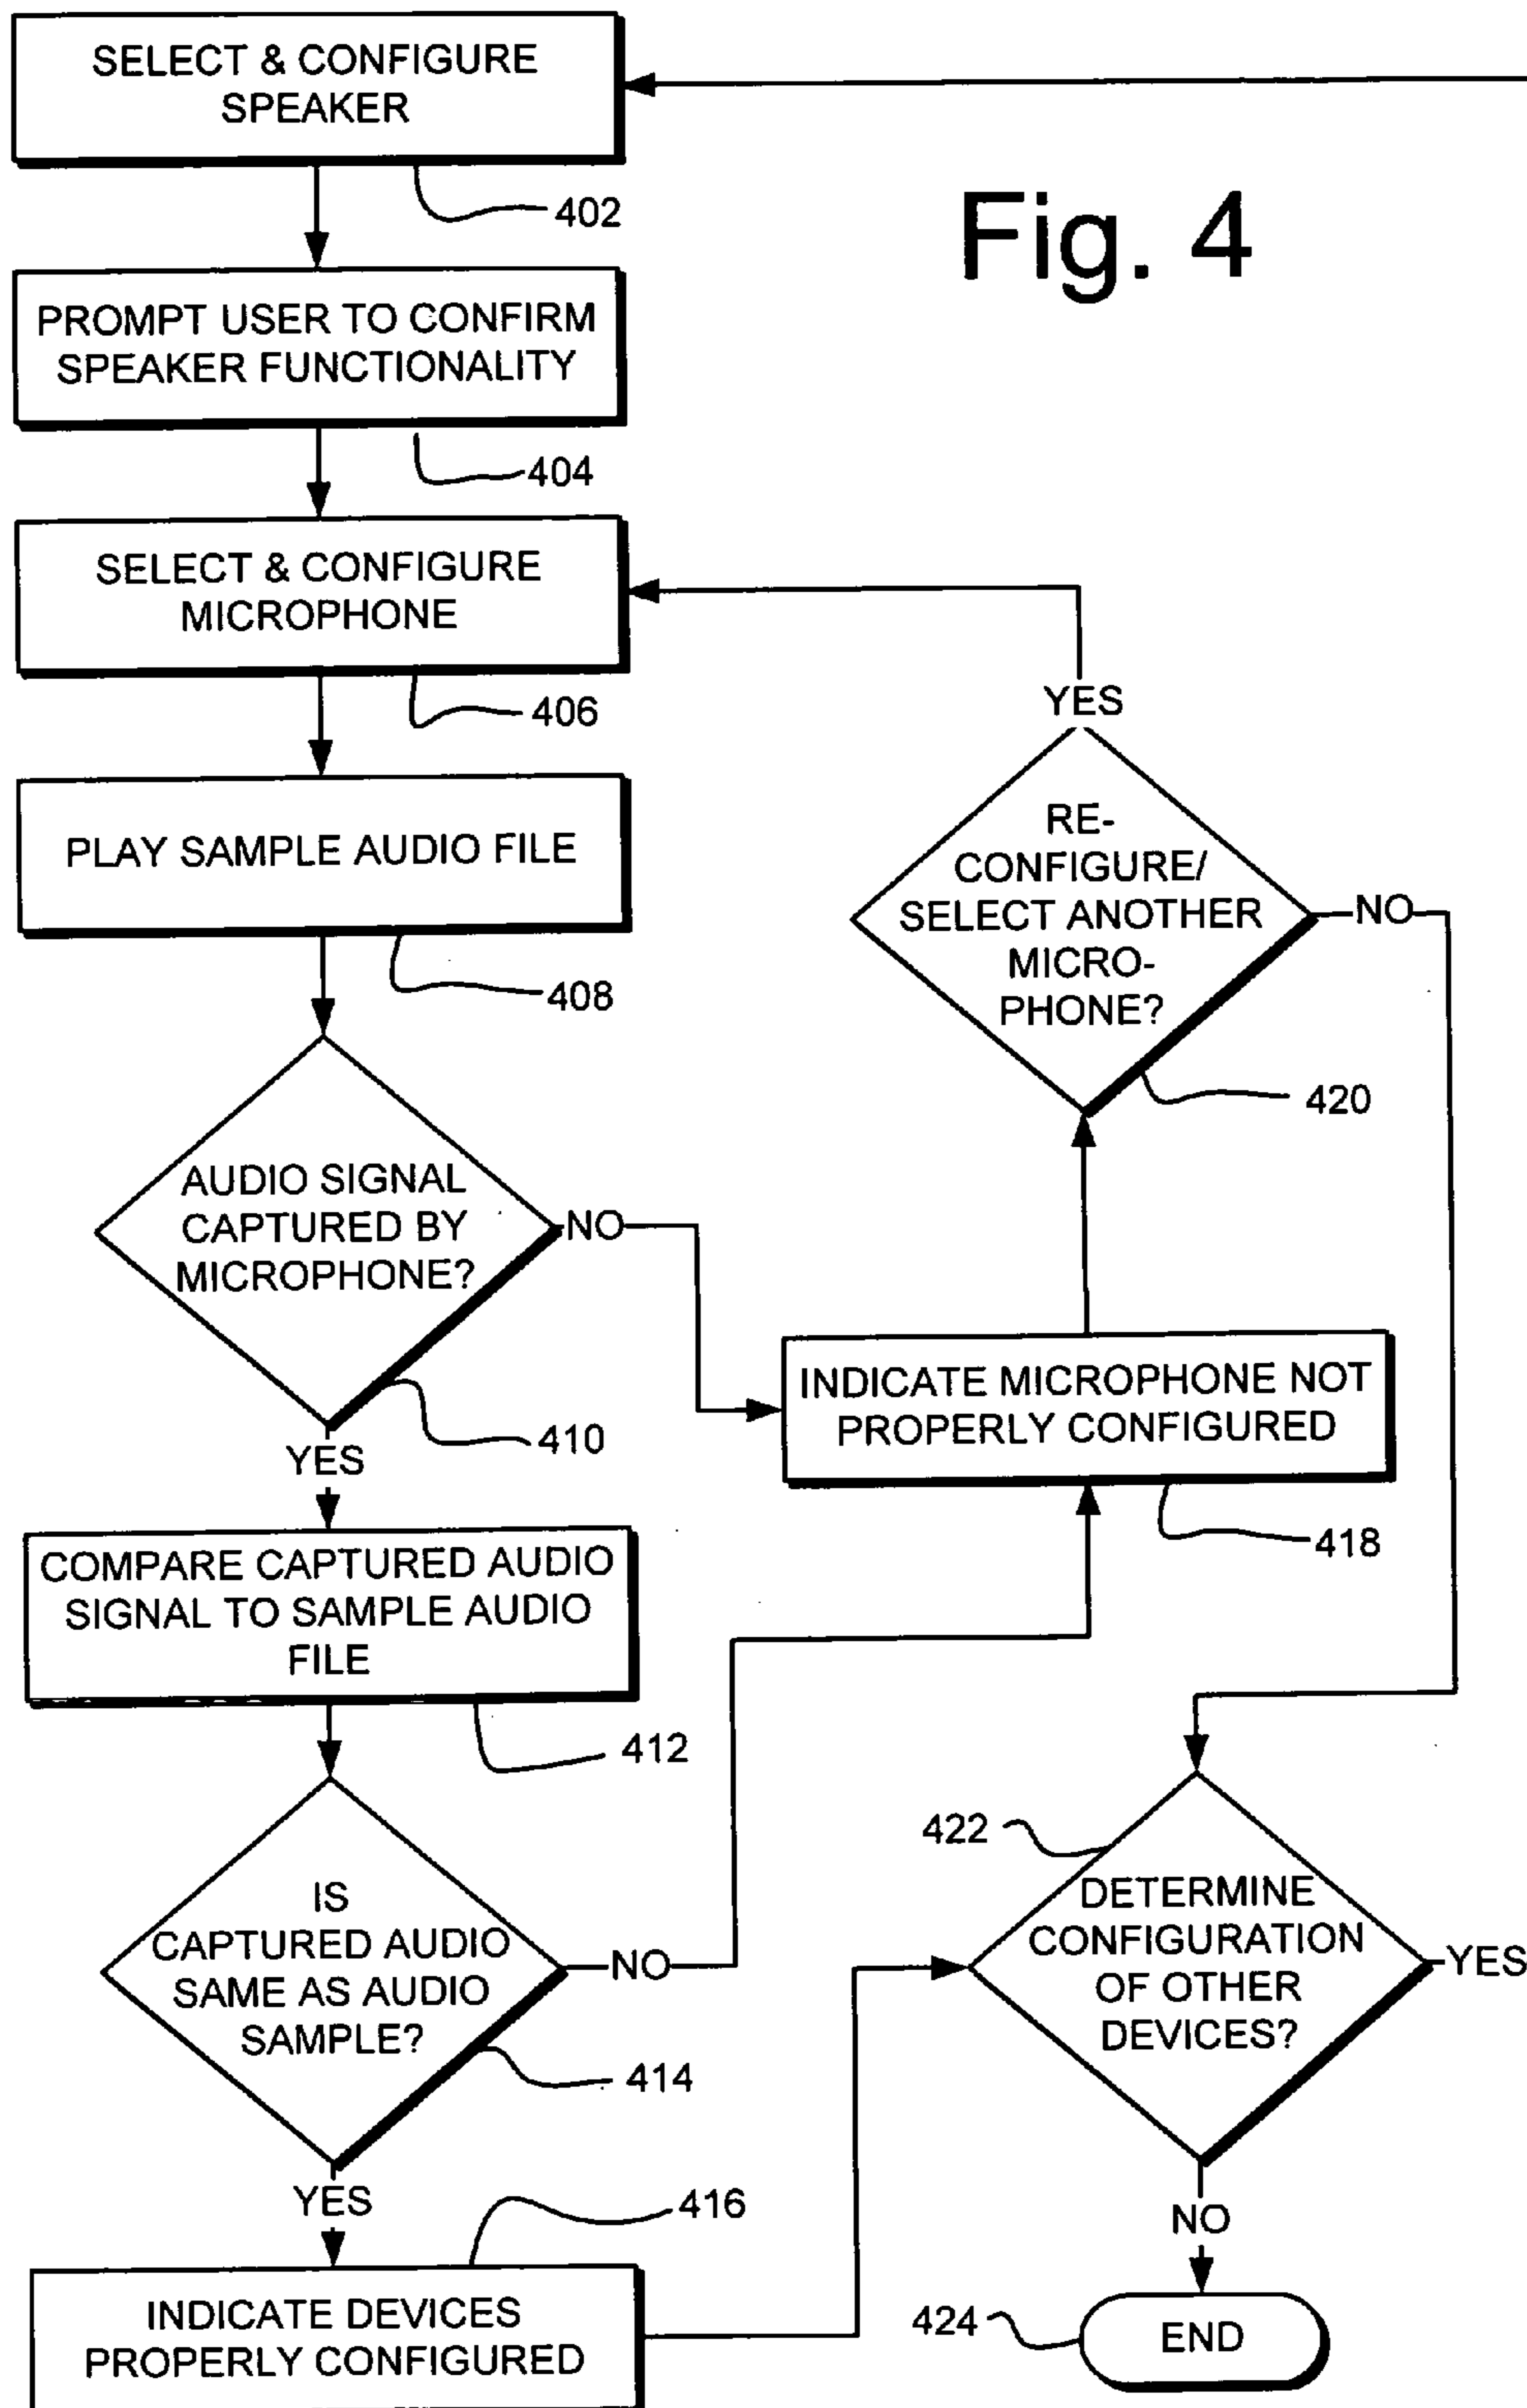 SELECT & CONFIGURE
SPEAKER
402
Fig. 4
PROMPT USER TO CONFIRM
SPEAKER FUNCTIONALITY
404
SELECT & CONFIGURE
MICROPHONE
406
PLAY SAMPLE AUDIO FILE
408
AUDIO SIGNAL
CAPTURED BY
MICROPHONE?
NO
410
YES
COMPARE CAPTURED AUDIO
SIGNAL TO SAMPLE AUDIO
FILE
412
IS
CAPTURED AUDIO
SAME AS AUDIO
SAMPLE?
NO
414
YES
416
INDICATE DEVICES
PROPERLY CONFIGURED
YES
RE-
CONFIGURE/
SELECT ANOTHER
MICRO-
PHONE?
NO
420
INDICATE MICROPHONE NOT
PROPERLY CONFIGURED
418
422
DETERMINE
CONFIGURATION
OF OTHER
DEVICES?
YES
NO
424
END